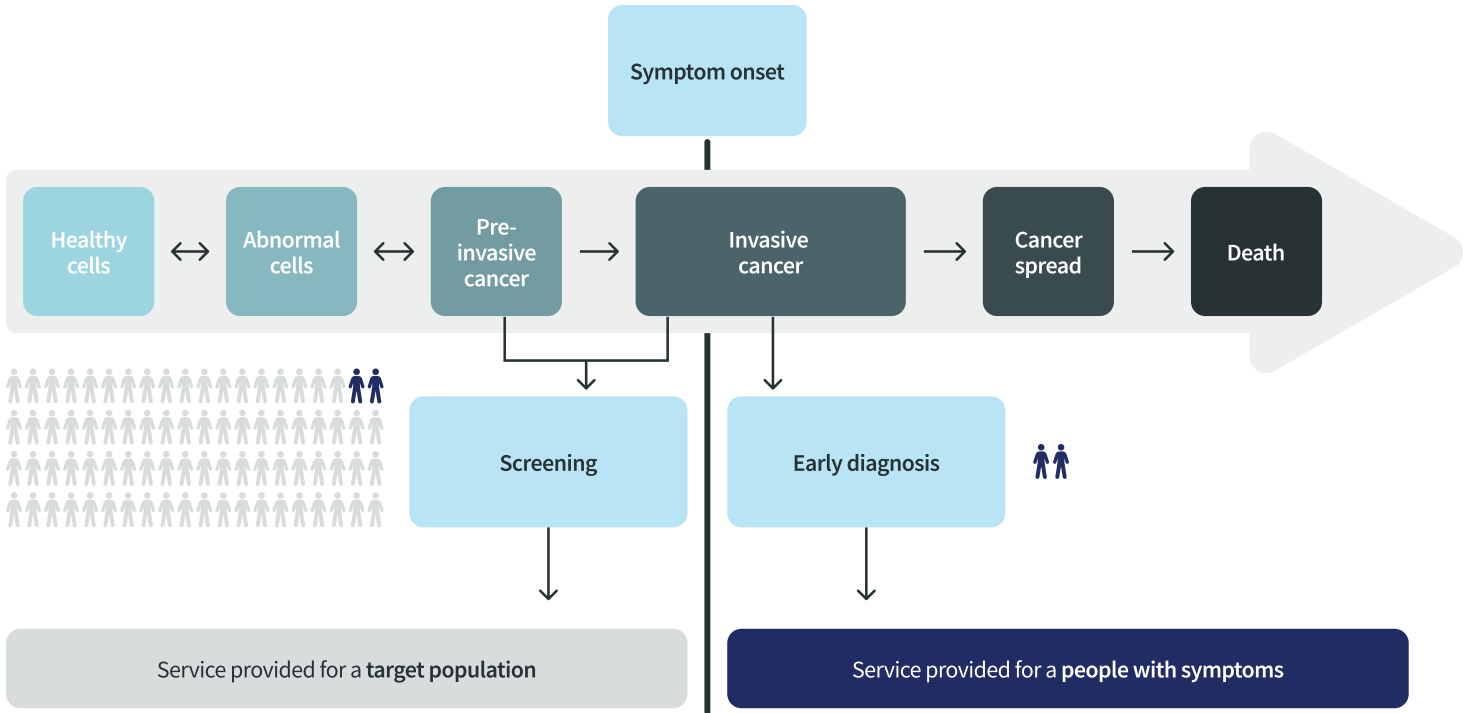 Symptom onset
Healthy
cells
Abnormal
cells
Pre-
invasive
cancer
Invasive
cancer
Cancer
spread
Death
Screening
Early diagnosis
Service provided for a target population
Service provided for a people with symptoms